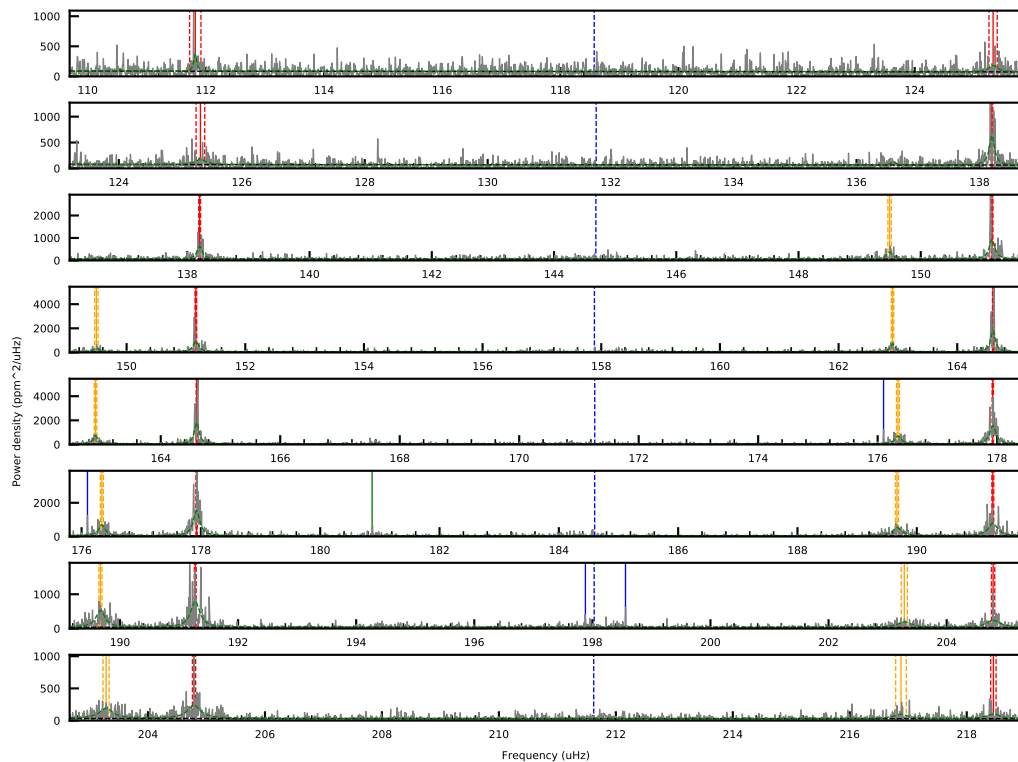 1000
500
0
110 112 114 116 118 120 122 124
1000
500
0
124 126 128 130 132 134 136 138
2000
1000
0
138 140 142 144 146 148 150
4000
2000
0
150 152 154 156 158 160 162 164
4000
2000
0
164 166 168 170 172 174 176 178
2000
0
176 178 180 182 184 186 188 190
1000
0
190 192 194 196 198 200 202 204
1000
500
0
204 206 208 210 212 214 216 218
Power density (ppm^2/uHz)
Frequency (uHz)